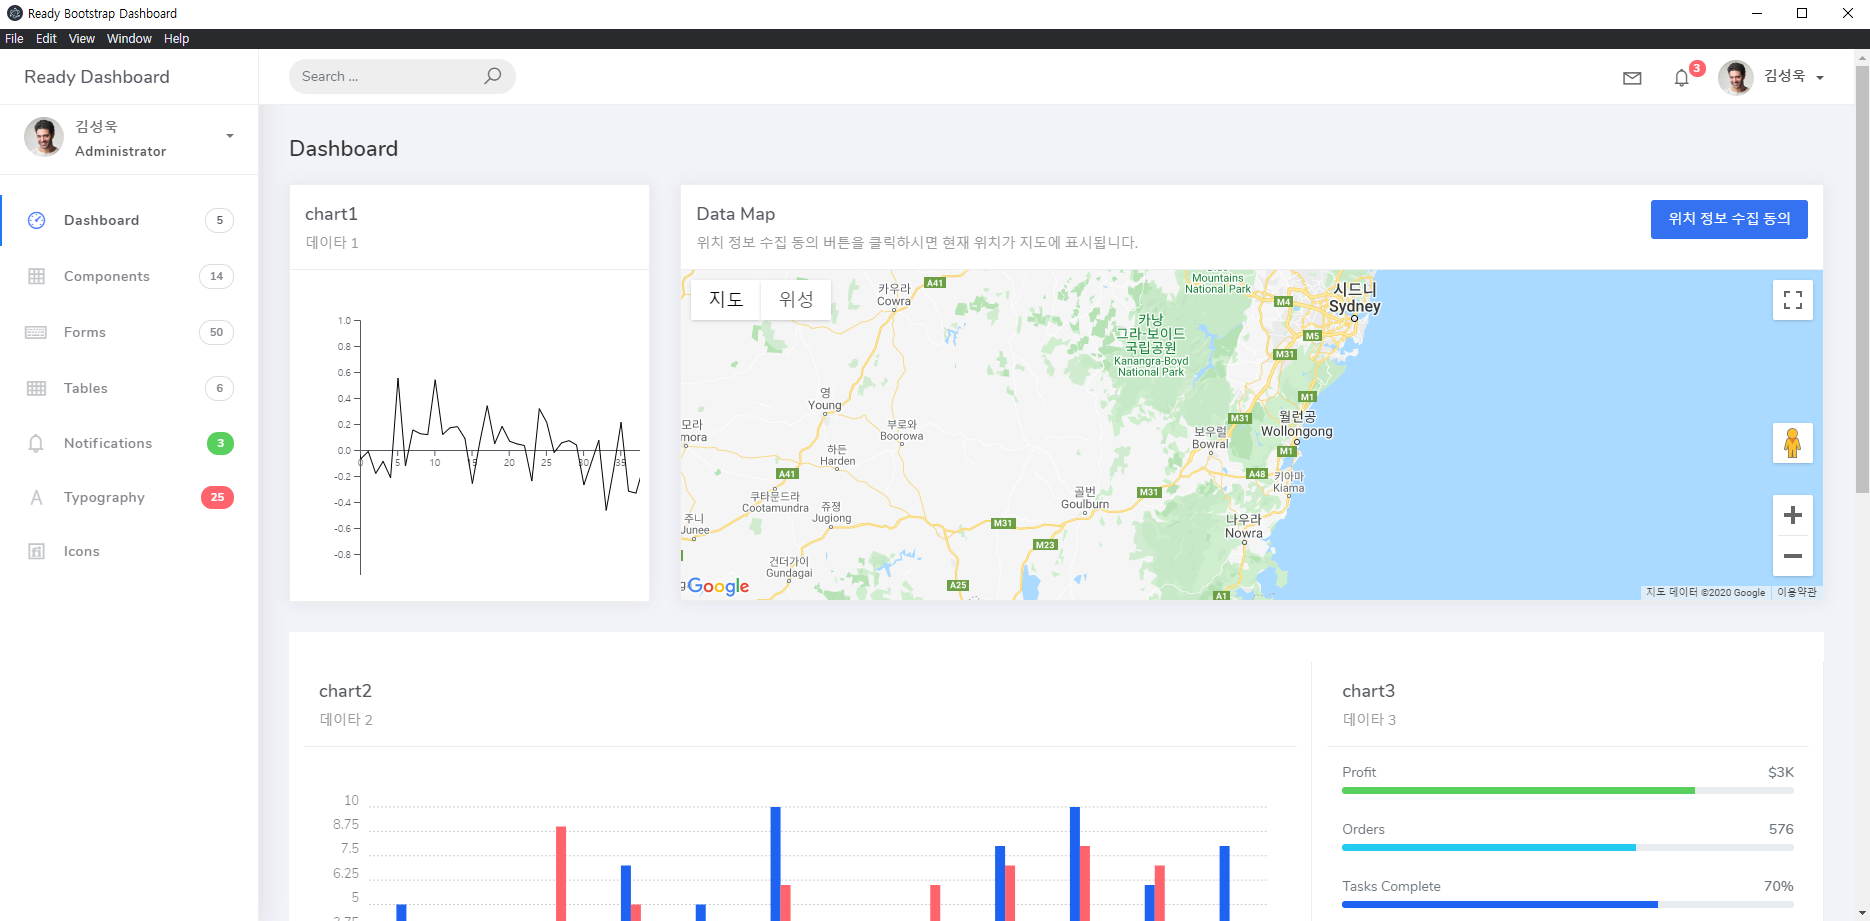 Ready Bootstrap Dashboard
File Edit View Window Help
Ready Dashboard
Search ...
3
김성욱
김성욱
Administrator
Dashboard 5
Components 14
Forms 50
Tables 6
Notifications 3
Typography 25
Icons
Dashboard
chart1
데이타 1
1.0
0.8
0.6
0.4
0.2
0.0
-0.2
-0.4
-0.6
-0.8
0 5 10 15 20 25 30 35
Data Map
위치 정보 수집 동의 버튼을 클릭하시면 현재 위치가 지도에 표시됩니다.
위치 정보 수집 동의
지도 위성
카우라
Cowra
A41
Mountains
National Park
M4
시드니
Sydney
M5
M31
카낭
그라-보이드
국립공원
Kanangra-Boyd
National Park
M1
영
Young
모라
mora
부로와
Boorowa
M31
월런공
Wollongong
보우럴
Bowral
M1
하든
Harden
A41
A48
키아마
Kiama
쿠타문드라
Cootamundra
쥬정
Jugiong
골번
Goulburn
M31
주니
Junee
M31
나우라
Nowra
M23
건더가이
Gundagai
A25
A1
Google
지도 데이터 ©2020 Google
이용약관
chart2
데이타 2
10
8.75
7.5
6.25
5
3.75
chart3
데이타 3
Profit $3K
Orders 576
Tasks Complete 70%